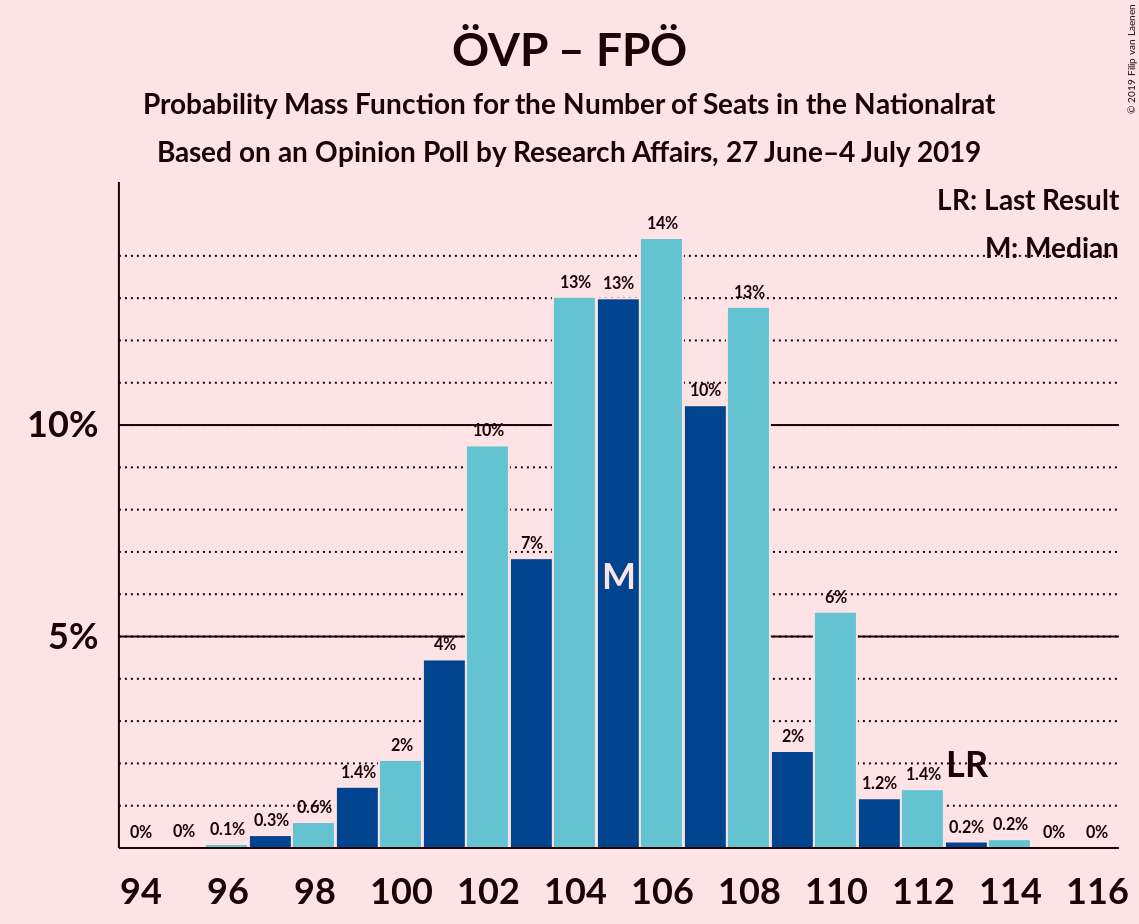 ÖVP – FPÖ
Probability Mass Function for the Number of Seats in the Nationalrat
Based on an Opinion Poll by Research Affairs, 27 June–4 July 2019
© 2019 Filip van Laenen
LR: Last Result
M: Median
10%
5%
0% 0% 0.1% 0.3% 0.6% 1.4% 2% 4% 10% 7% 13% 13% 14% 10% 13% 2% 6% 1.2% 1.4% 0.2% 0.2% 0% 0%
M
LR
94 96 98 100 102 104 106 108 110 112 114 116